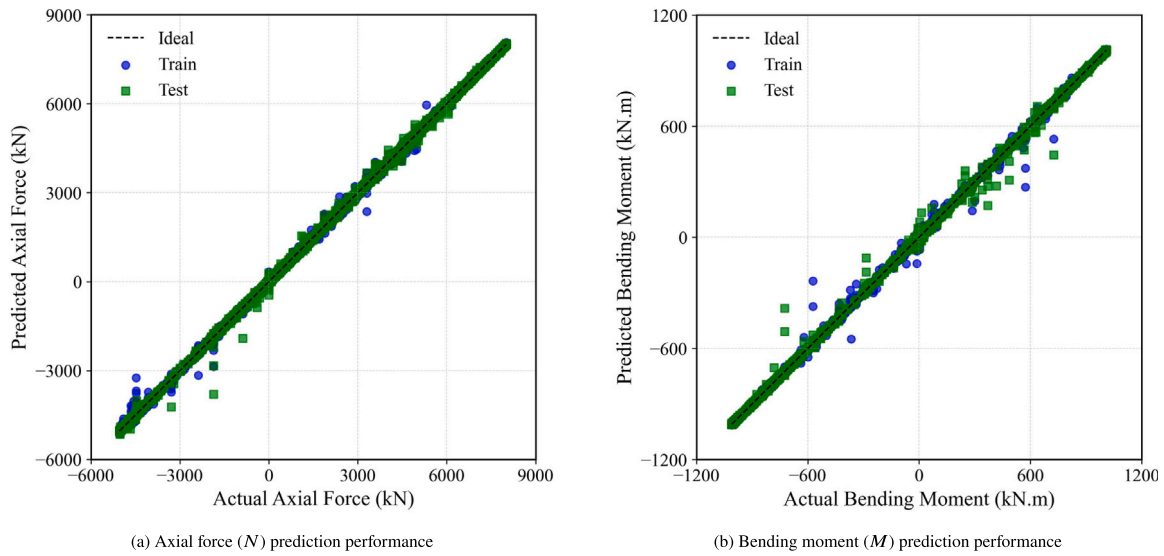 9000
6000
3000
0
−3000
−6000
Predicted Axial Force (kN)
Ideal
Train
Test
−6000 −3000 0 3000 6000 9000
Actual Axial Force (kN)
(a) Axial force (N) prediction performance
1200
600
0
−600
−1200
Predicted Bending Moment (kN.m)
Ideal
Train
Test
−1200 −600 0 600 1200
Actual Bending Moment (kN.m)
(b) Bending moment (M) prediction performance